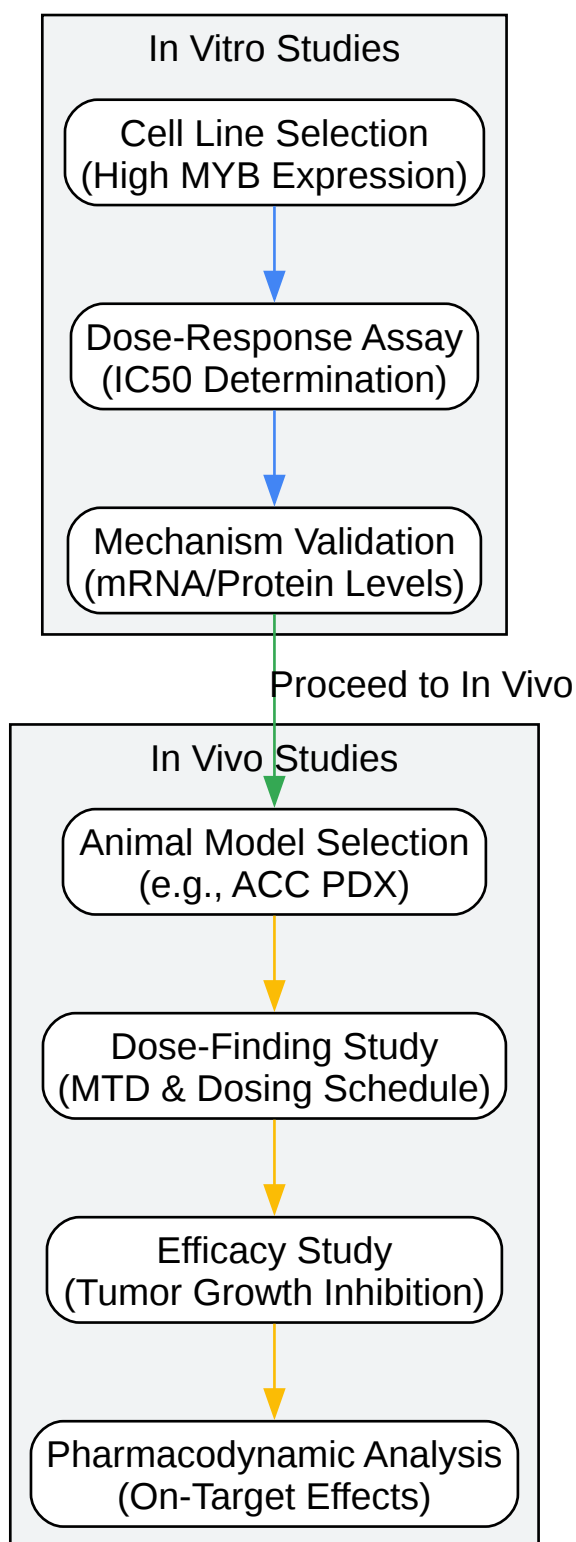 In Vitro Studies
Cell Line Selection
(High MYB Expression)
Dose-Response Assay
(IC50 Determination)
Mechanism Validation
(mRNA/Protein Levels)
Proceed to In Vivo
In Vivo Studies
Animal Model Selection
(e.g., ACC PDX)
Dose-Finding Study
(MTD & Dosing Schedule)
Efficacy Study
(Tumor Growth Inhibition)
Pharmacodynamic Analysis
(On-Target Effects)